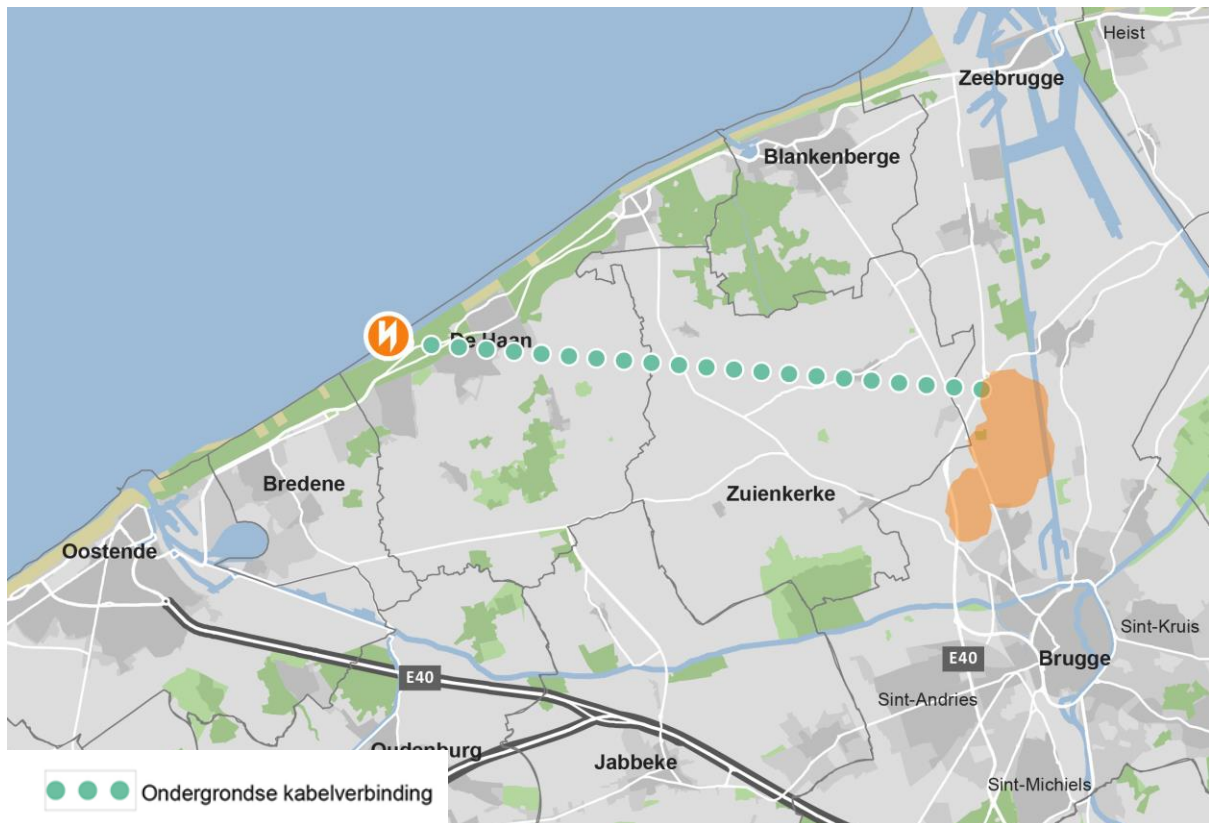 Heist
Zeebrugge
Blankenberge
De Haan
Bredene
Zuienkerke
Oostende
Sint-Kruis
E40
Brugge
E40
Sint-Andries
Oudenburg
Jabbeke
Sint-Michiels
Ondergrondse kabelverbinding